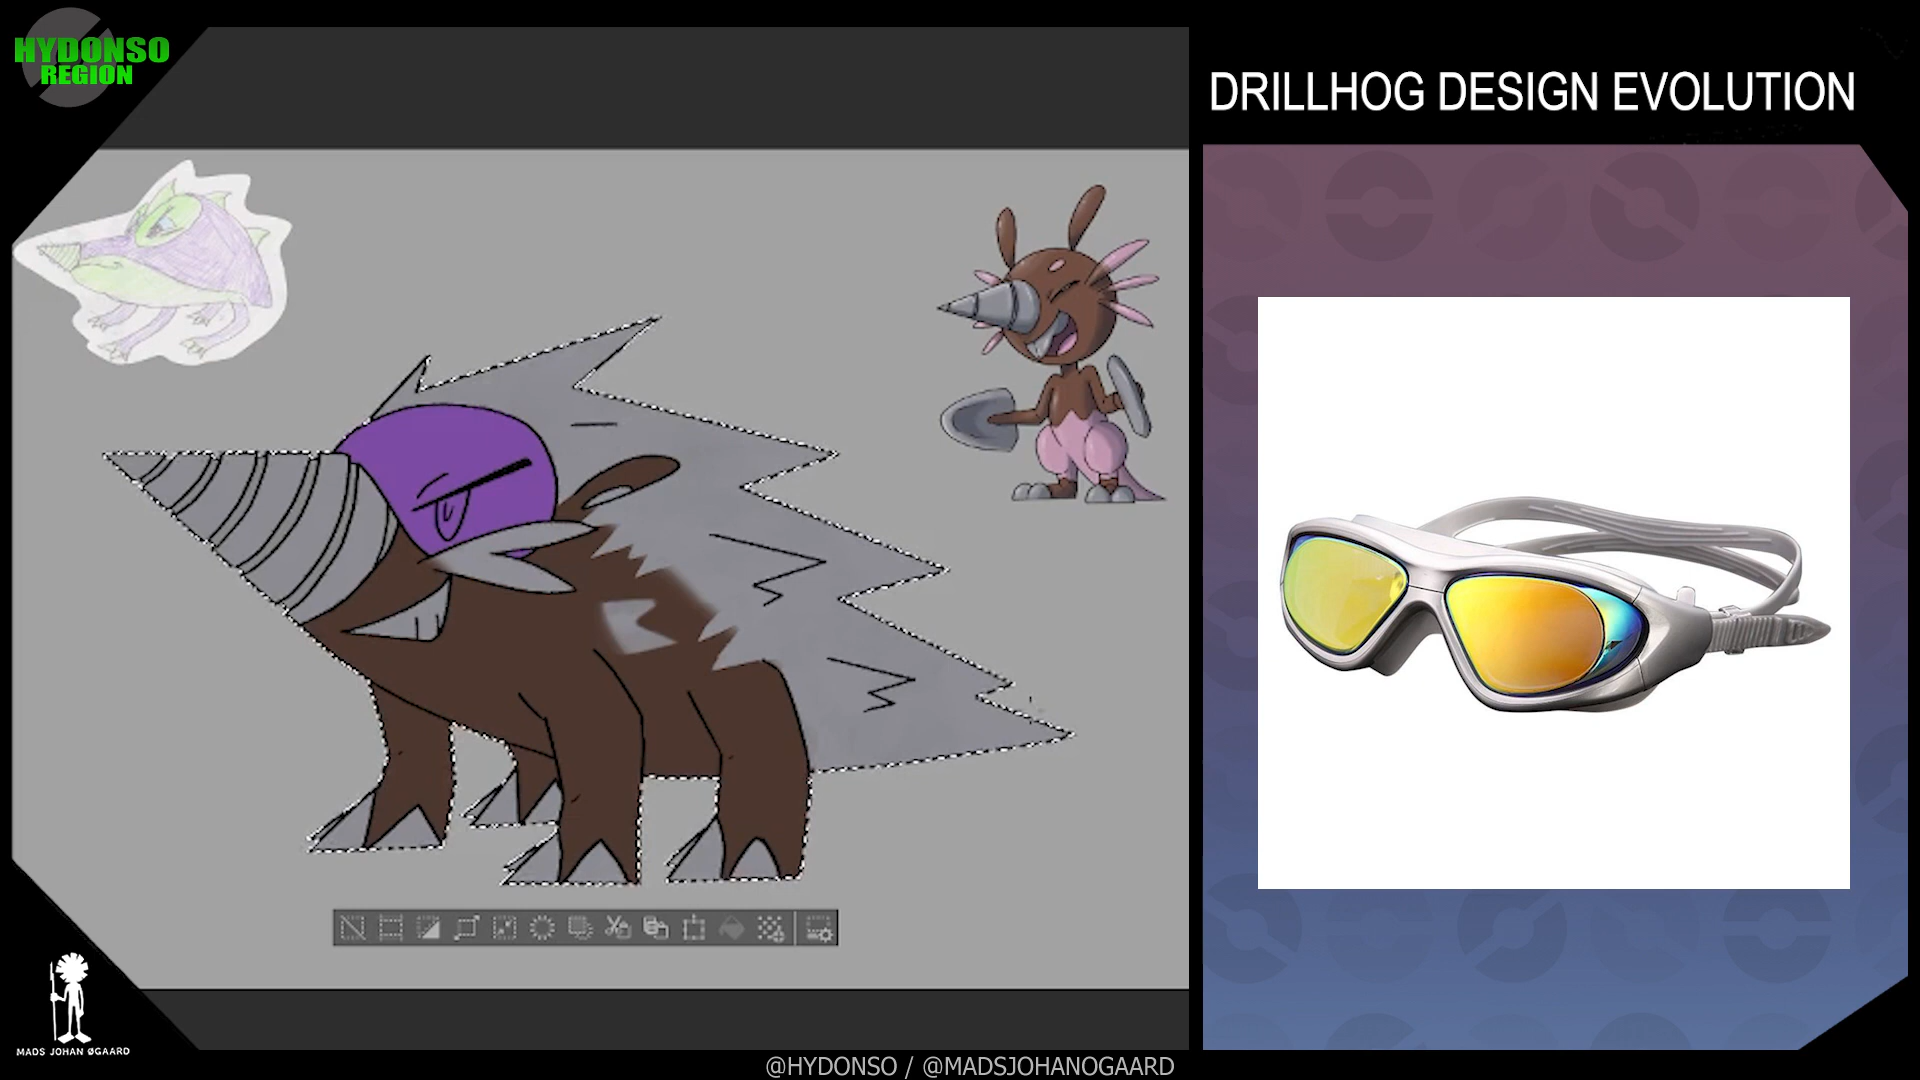 HYDONSO
REGION
DRILLHOG DESIGN EVOLUTION
MADS JOHAN ØGAARD
@HYDONSO / @MADSJOHANOGAARD